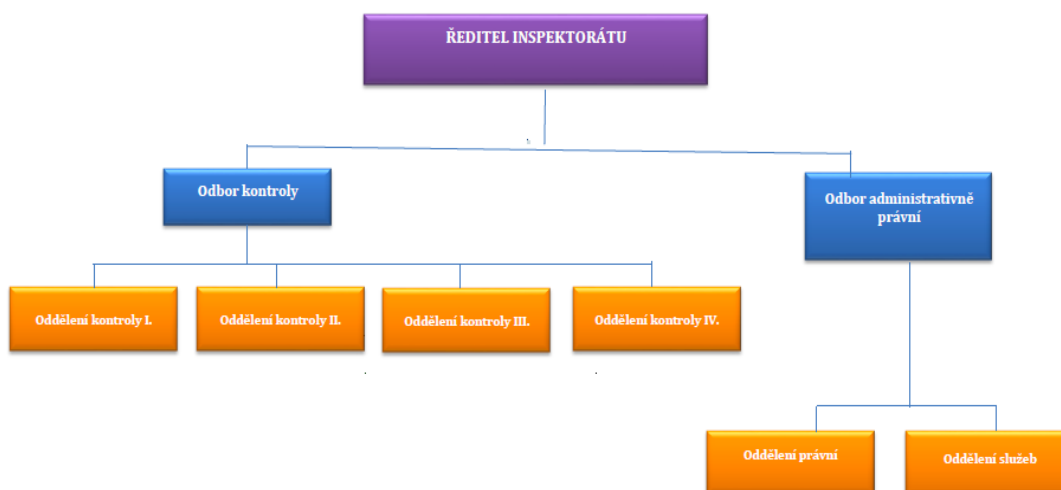 ŘEDITEL INSPEKTORÁTU
Odbor kontroly
Odbor administrativně
právní
Oddělení kontroly I.
Oddělení kontroly II.
Oddělení kontroly III.
Oddělení kontroly IV.
Oddělení právní
Oddělení služeb